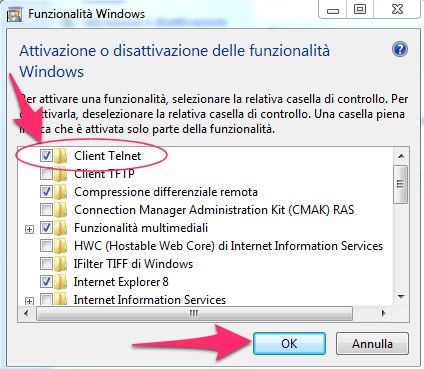 Funzionalità Windows
Attivazione o disattivazione delle funzionalità
Windows
Per attivare una funzionalità, selezionare la relativa casella di controllo. Per
la relativa casella di controllo. Una casella piena
che è attivata solo parte della funzionalità.
Client Telnet
Client TFTP
Compressione differenziale remota
Connection Manager Administration Kit (CMAK) RAS
Funzionalità multimediali
HWC (Hostable Web Core) di Internet Information Services
IFilter TIFF di Windows
Internet Explorer 8
Internet Information Services
OK
Annulla